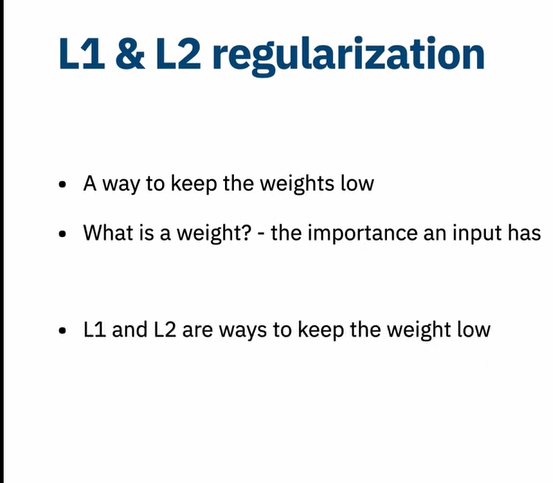 L1 & L2 regularization
• A way to keep the weights low
• What is a weight? - the importance an input has
• L1 and L2 are ways to keep the weight low